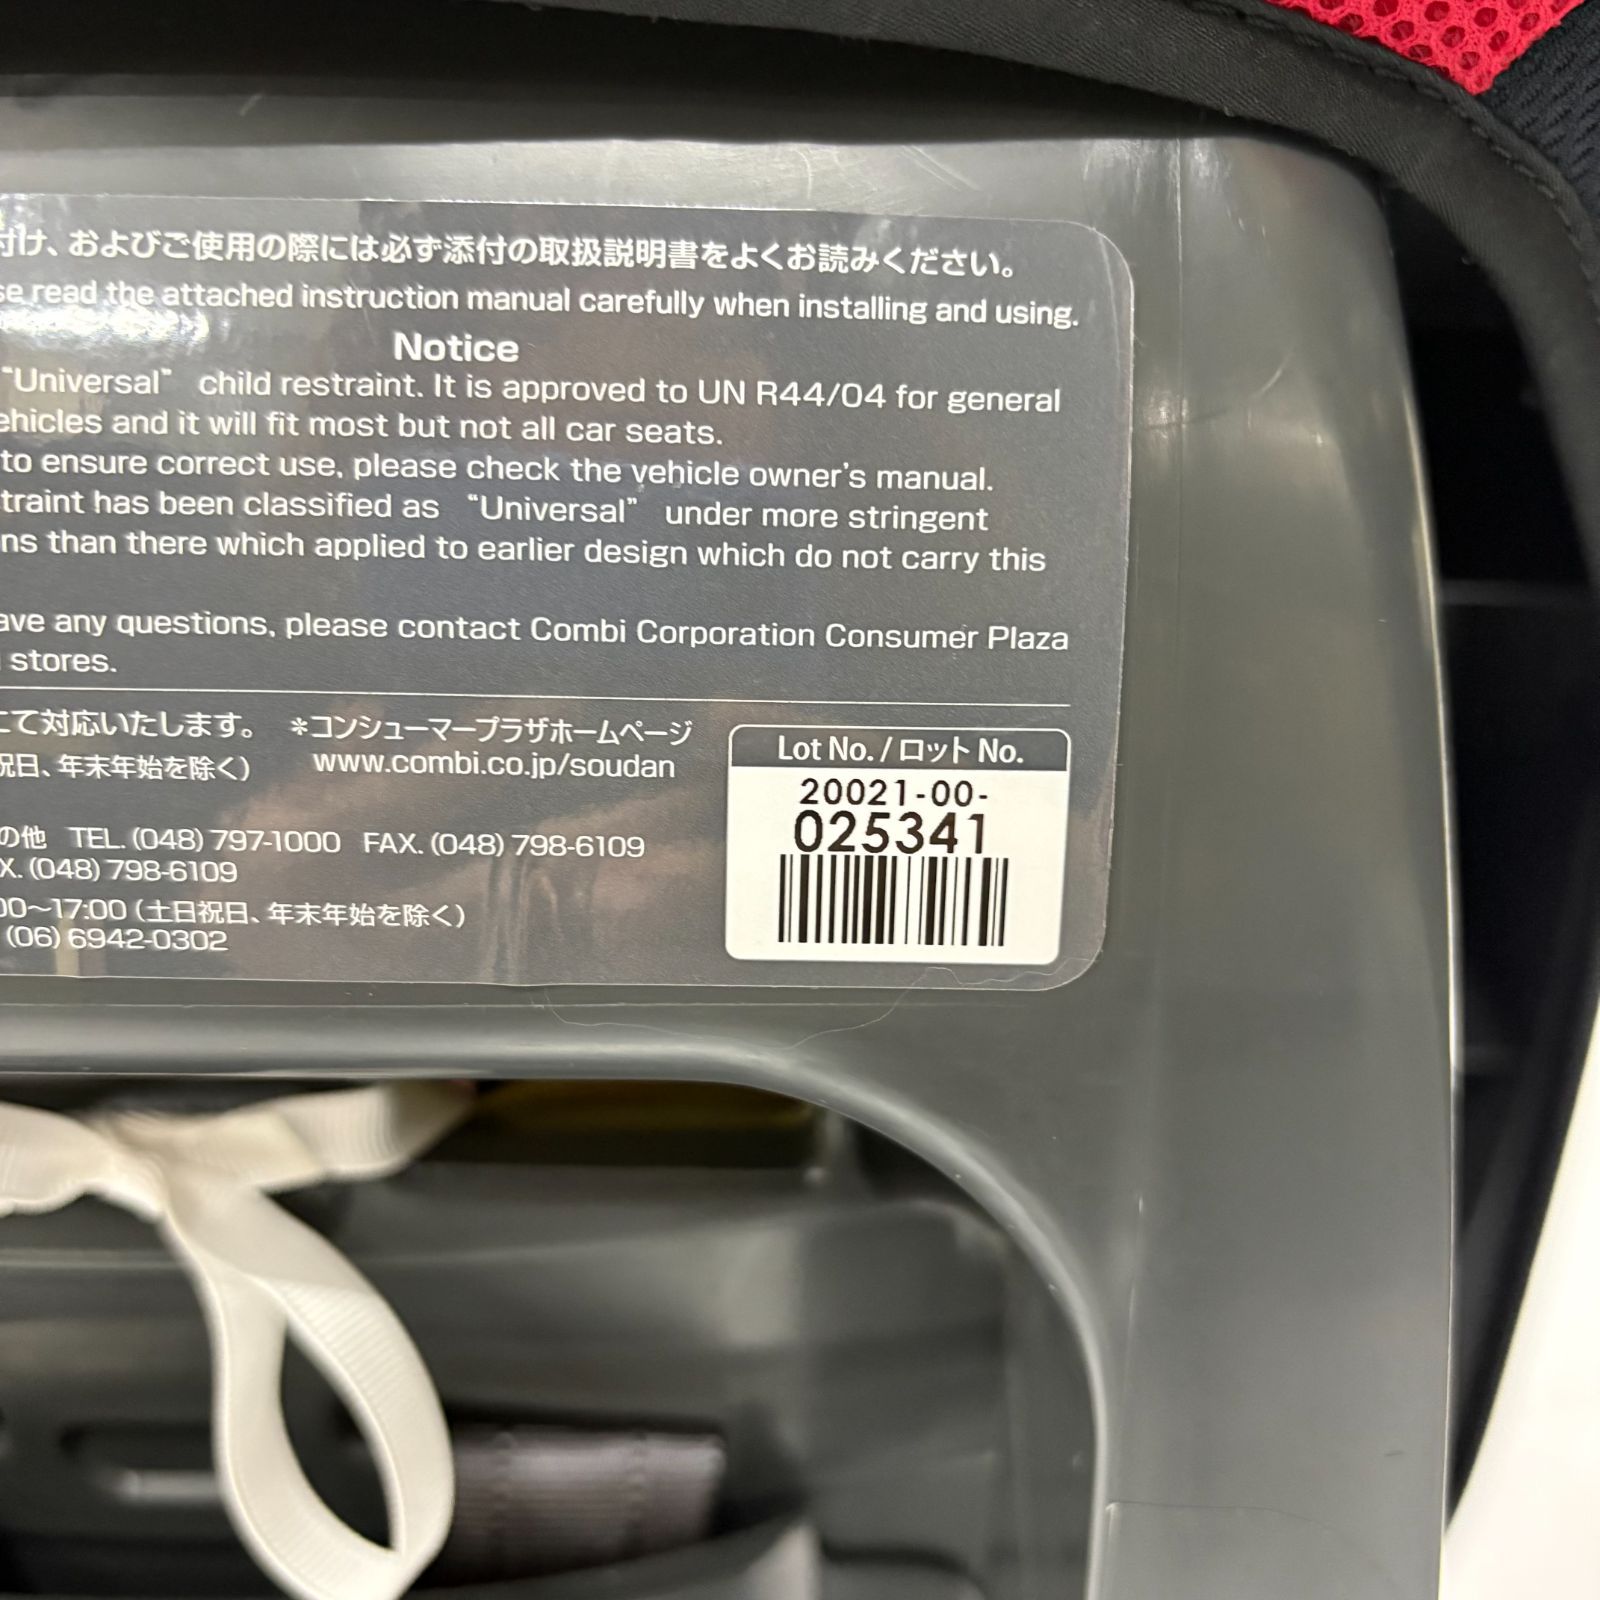 付け、およびご使用の際には必ず添付の取扱説明書をよくお読みください。
se read the attached instruction manual carefully when installing and using.
Notice
“Universal” child restraint. It is approved to UN R44/04 for general
ehicles and it will fit most but not all car seats.
to ensure correct use, please check the vehicle owner's manual.
traint has been classified as “Universal” under more stringent
ns than there which applied to earlier design which do not carry this
ave any questions, please contact Combi Corporation Consumer Plaza
stores.
にて対応いたします。 *コンシューマープラザホームページ
祝日、年末年始を除く) www.combi.co.jp/soudan
の他 TEL. (048) 797-1000 FAX. (048) 798-6109
X. (048) 798-6109
00~17:00 (土日祝日、年末年始を除く)
(06) 6942-0302
Lot No. / ロット No.
20021-00-
025341